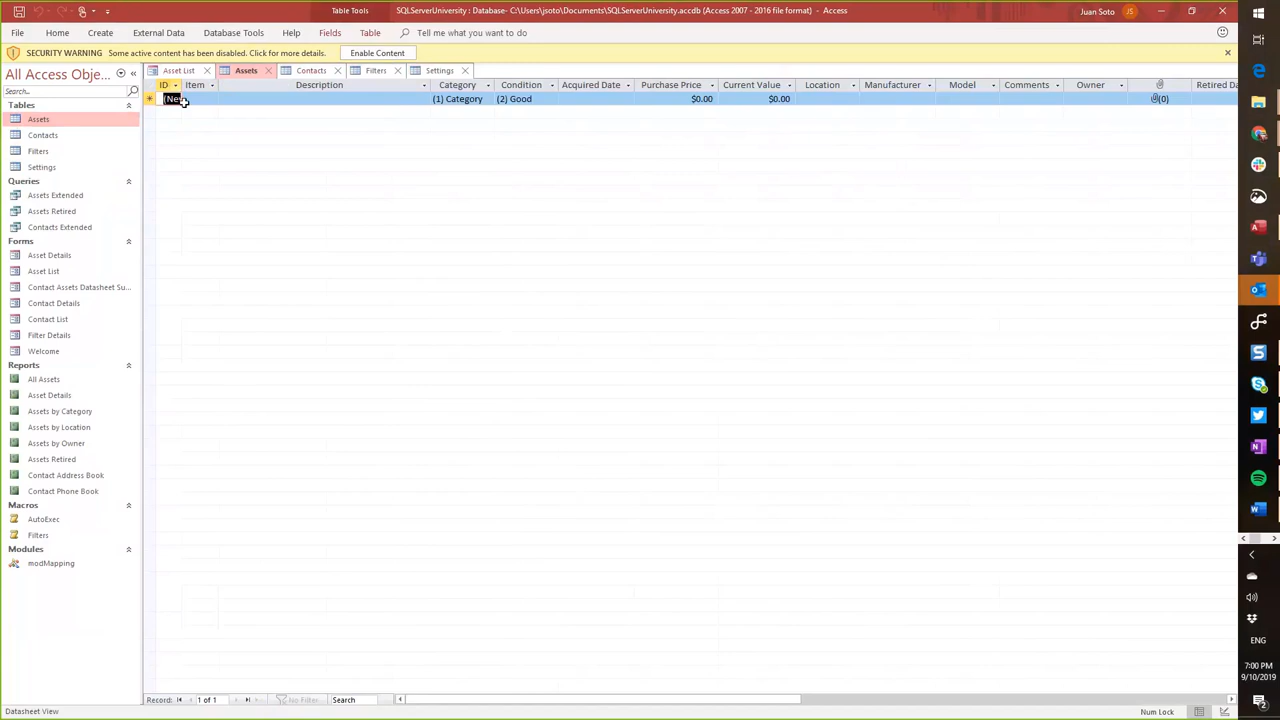 Table Tools
SQLServerUniversity : Database- C:\Users\jsoto\Documents\SQLServerUniversity.accdb (Access 2007 - 2016 file format) - Access
Juan Soto
JS
File
Home
Create
External Data
Database Tools
Help
Fields
Table
Tell me what you want to do
SECURITY WARNING Some active content has been disabled. Click for more details.
Enable Content
All Access Obje...
Asset List
Assets
Contacts
Filters
Settings
Search...
ID
Item
Description
Category
Condition
Acquired Date
Purchase Price
Current Value
Location
Manufacturer
Model
Comments
Owner
Retired Da
(New
(1) Category
(2) Good
$0.00
$0.00
(0)
Tables
Assets
Contacts
Filters
Settings
Queries
Assets Extended
Assets Retired
Contacts Extended
Forms
Asset Details
Asset List
Contact Assets Datasheet Su...
Contact Details
Contact List
Filter Details
Welcome
Reports
All Assets
Asset Details
Assets by Category
Assets by Location
Assets by Owner
Assets Retired
Contact Address Book
Contact Phone Book
Macros
AutoExec
Filters
Modules
modMapping
Record:
1 of 1
No Filter
Search
Datasheet View
Num Lock
ENG
7:00 PM
9/10/2019
2